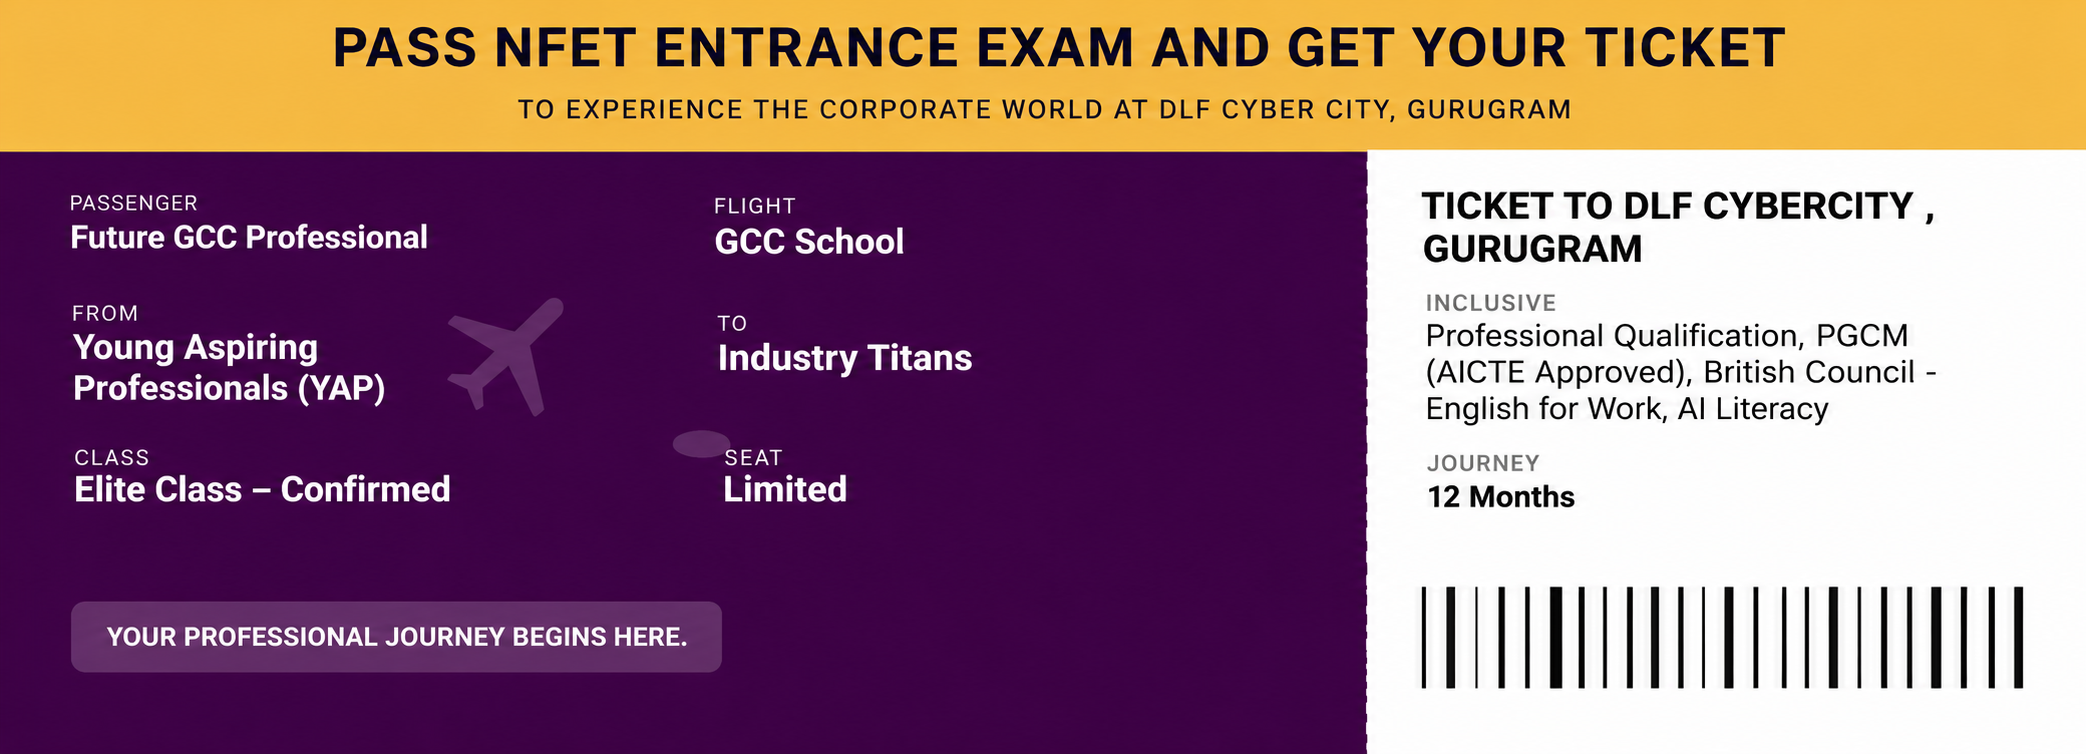 PASS NFET ENTRANCE EXAM AND GET YOUR TICKET
TO EXPERIENCE THE CORPORATE WORLD AT DLF CYBER CITY, GURUGRAM
PASSENGER
Future GCC Professional
FLIGHT
GCC School
FROM
Young Aspiring
Professionals (YAP)
TO
Industry Titans
CLASS
Elite Class – Confirmed
SEAT
Limited
YOUR PROFESSIONAL JOURNEY BEGINS HERE.
TICKET TO DLF CYBERCITY ,
GURUGRAM
INCLUSIVE
Professional Qualification, PGCM
(AICTE Approved), British Council -
English for Work, AI Literacy
JOURNEY
12 Months